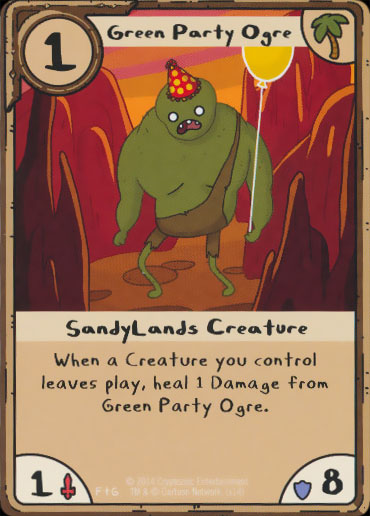 1
Green Party Ogre
SandyLands Creature
When a Creature you control
leaves play, heal 1 Damage from
Green Party Ogre.
© 2014 Cryptozoic Entertainment
TM & © Cartoon Network. (s14)
1
F+G
8